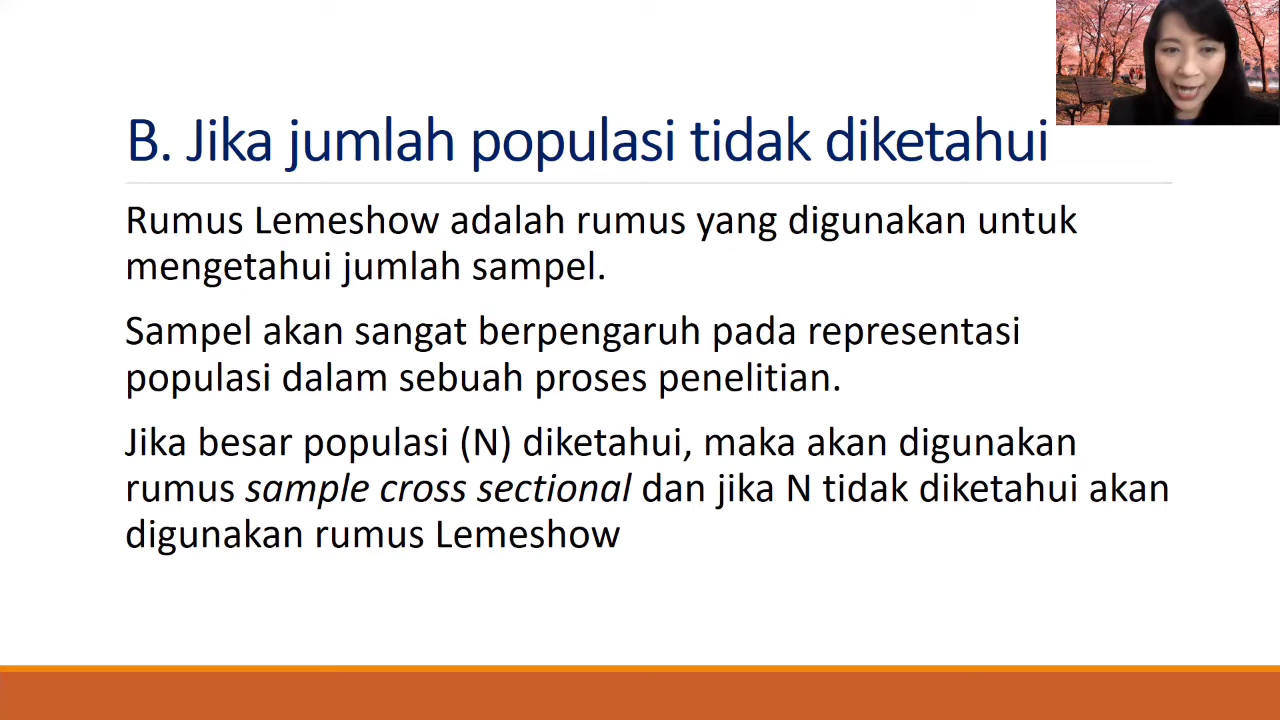 B. Jika jumlah populasi tidak diketahui
Rumus Lemeshow adalah rumus yang digunakan untuk
mengetahui jumlah sampel.
Sampel akan sangat berpengaruh pada representasi
populasi dalam sebuah proses penelitian.
Jika besar populasi (N) diketahui, maka akan digunakan
rumus sample cross sectional dan jika N tidak diketahui akan
digunakan rumus Lemeshow